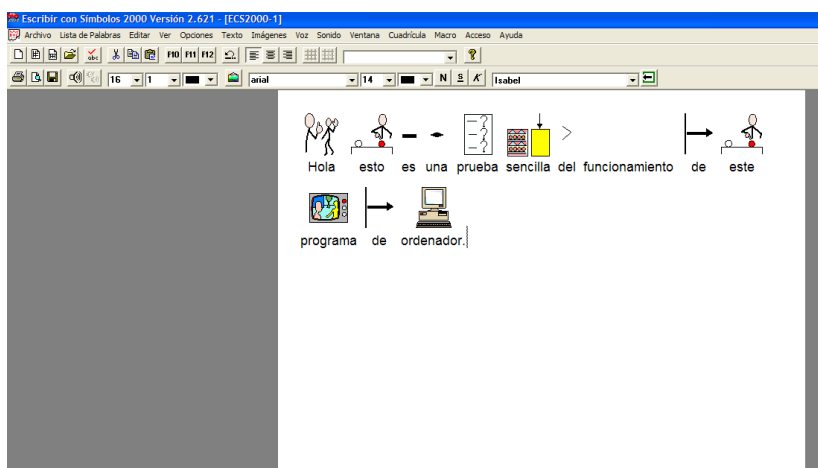 Escribir con Símbolos 2000 Versión 2.621 - [ECS2000-1]
Archivo Lista de Palabras Editar Ver Opciones Texto Imágenes Voz Sonido Ventana Cuadrícula Macro Acceso Ayuda
abc F10 F11 F12
16 1 arial 14 N s K Isabel
Hola esto es una prueba sencilla del funcionamiento de este
programa de ordenador.